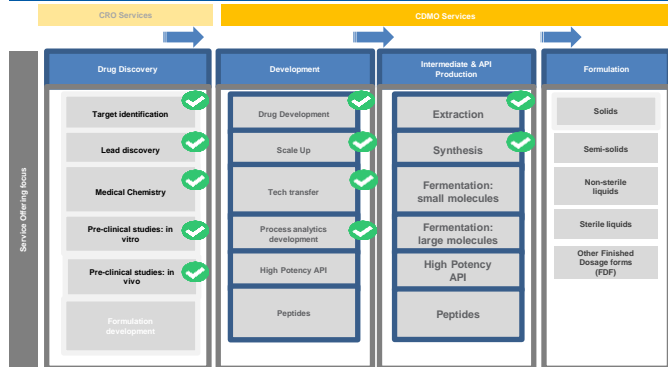 CRO Services
CDMO Services
Drug Discovery
Development
Intermediate & API
Production
Formulation
Service Offering focus
Target identification
Lead discovery
Medical Chemistry
Pre-clinical studies: in
vitro
Pre-clinical studies: in
vivo
Formulation
development
Drug Development
Scale Up
Tech transfer
Process analytics
development
High Potency API
Peptides
Extraction
Synthesis
Fermentation:
small molecules
Fermentation:
large molecules
High Potency
API
Peptides
Solids
Semi-solids
Non-sterile
liquids
Sterile liquids
Other Finished
Dosage forms
(FDF)